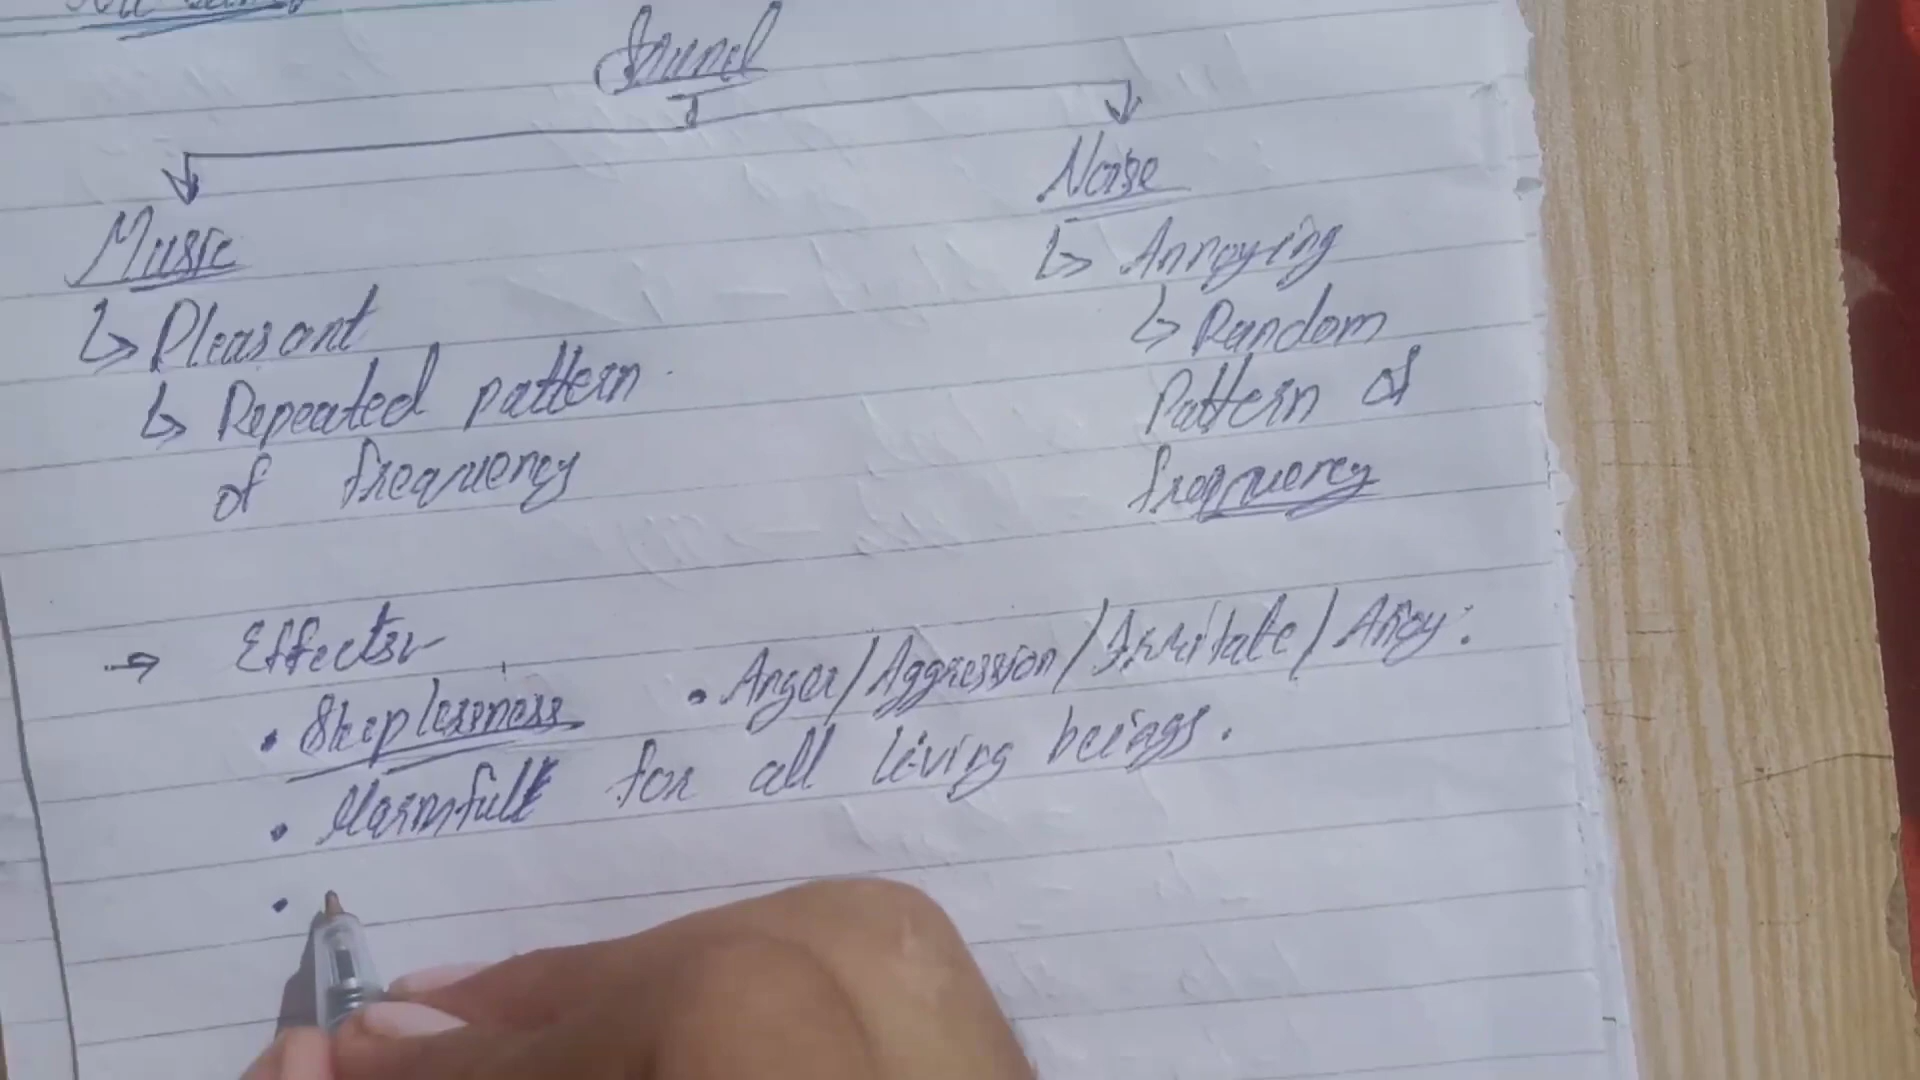 Sound
Music
Noise
↳ Pleasant
↳ Repeated pattern
of frequency
↳ Annoying
↳ Random
Pattern of
frequency
→ Effects
• Sleeplessness
• Anger/Aggression/Irritate/Anoy.
• Harmfull for all living beings.
•